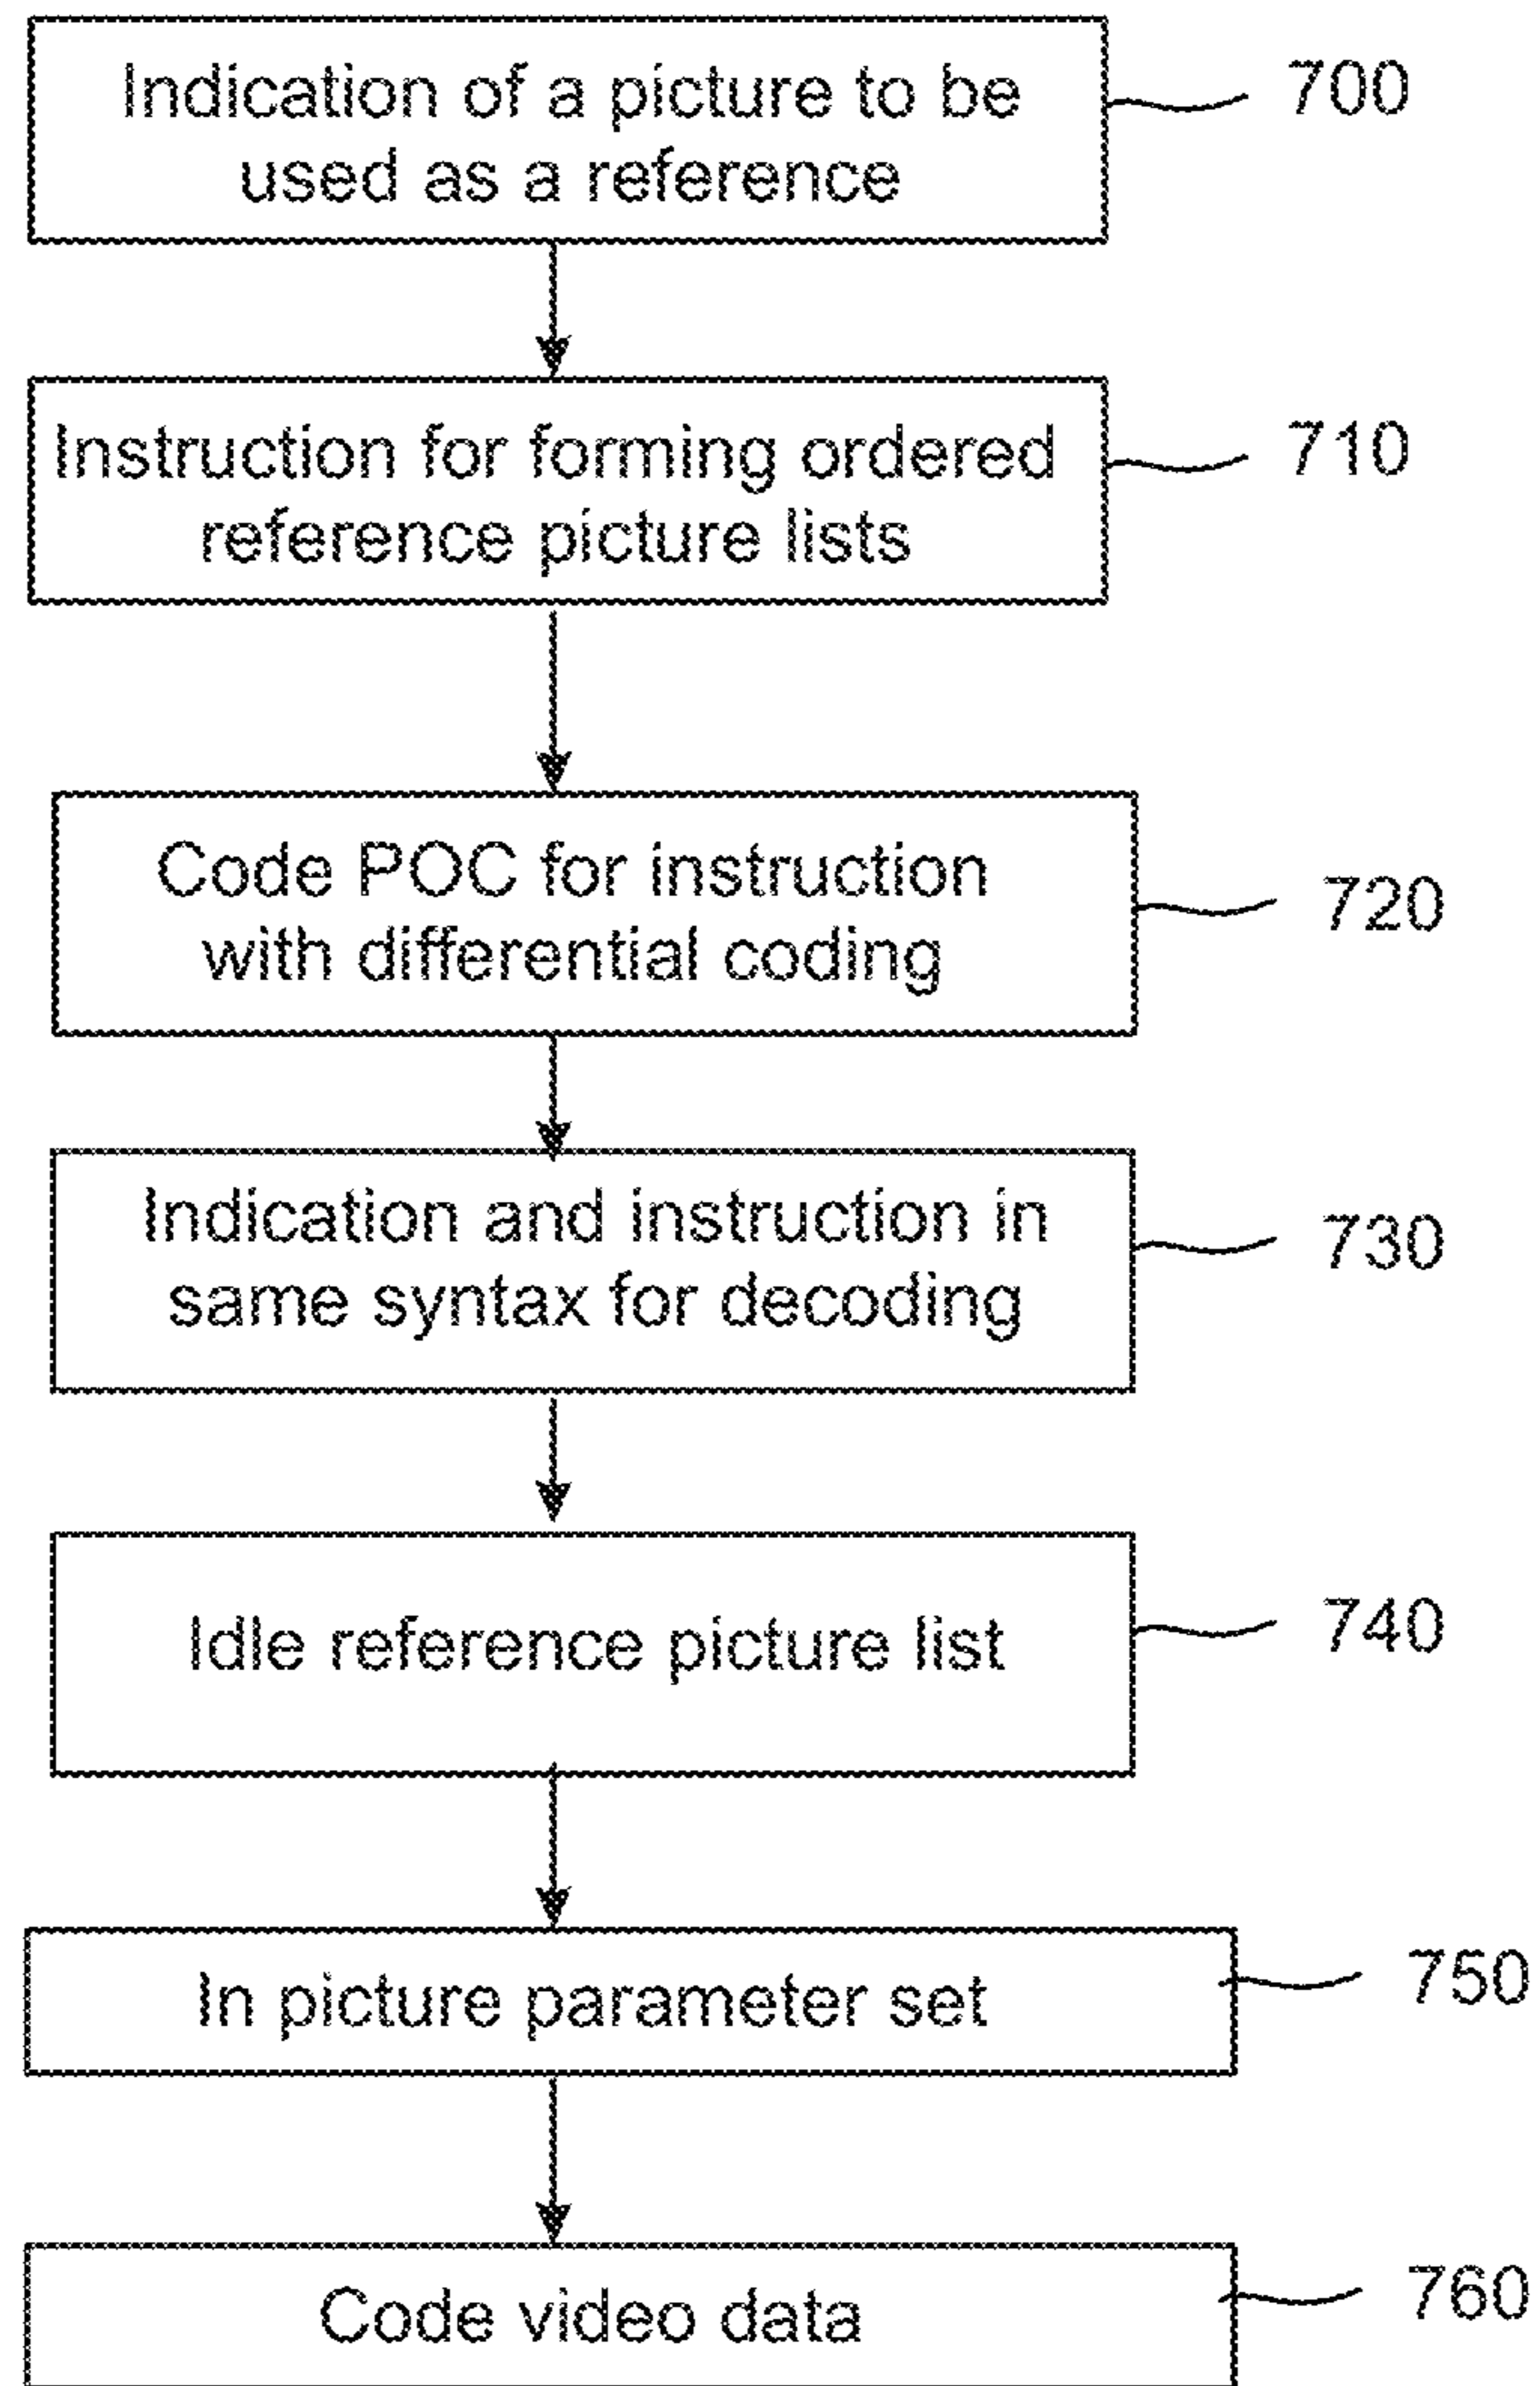 Indication of a picture to be
used as a reference
700
Instruction for forming ordered
reference picture lists
710
Code POC for instruction
with differential coding
720
Indication and instruction in
same syntax for decoding
730
Idle reference picture list
740
In picture parameter set
750
Code video data
760